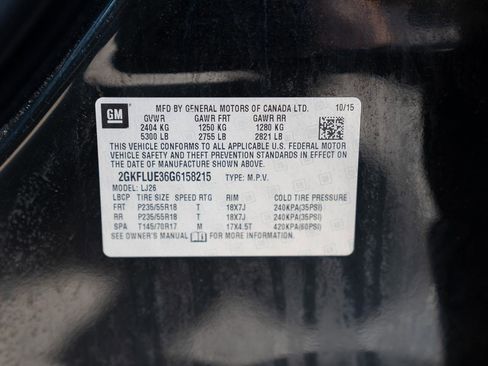 GM
MFD BY GENERAL MOTORS OF CANADA LTD. 10/15
GVWR GAWR FRT GAWR RR
2404 KG 1250 KG 1280 KG
5300 LB 2755 LB 2821 LB
THIS VEHICLE CONFORMS TO ALL APPLICABLE U.S. FEDERAL MOTOR
VEHICLE SAFETY AND THEFT PREVENTION STANDARDS IN EFFECT ON
THE DATE OF MANUFACTURE SHOWN ABOVE.
2GKFLUE36G6158215 TYPE: M.P.V.
MODEL: LJ26
LBCP TIRE SIZE SPEED RTG RIM COLD TIRE PRESSURE
FRT P235/55R18 T 18X7J 240KPA(35PSI)
RR P235/55R18 T 18X7J 240KPA(35PSI)
SPA T145/70R17 M 17X4.5T 420KPA(60PSI)
SEE OWNER'S MANUAL FOR MORE INFORMATION.